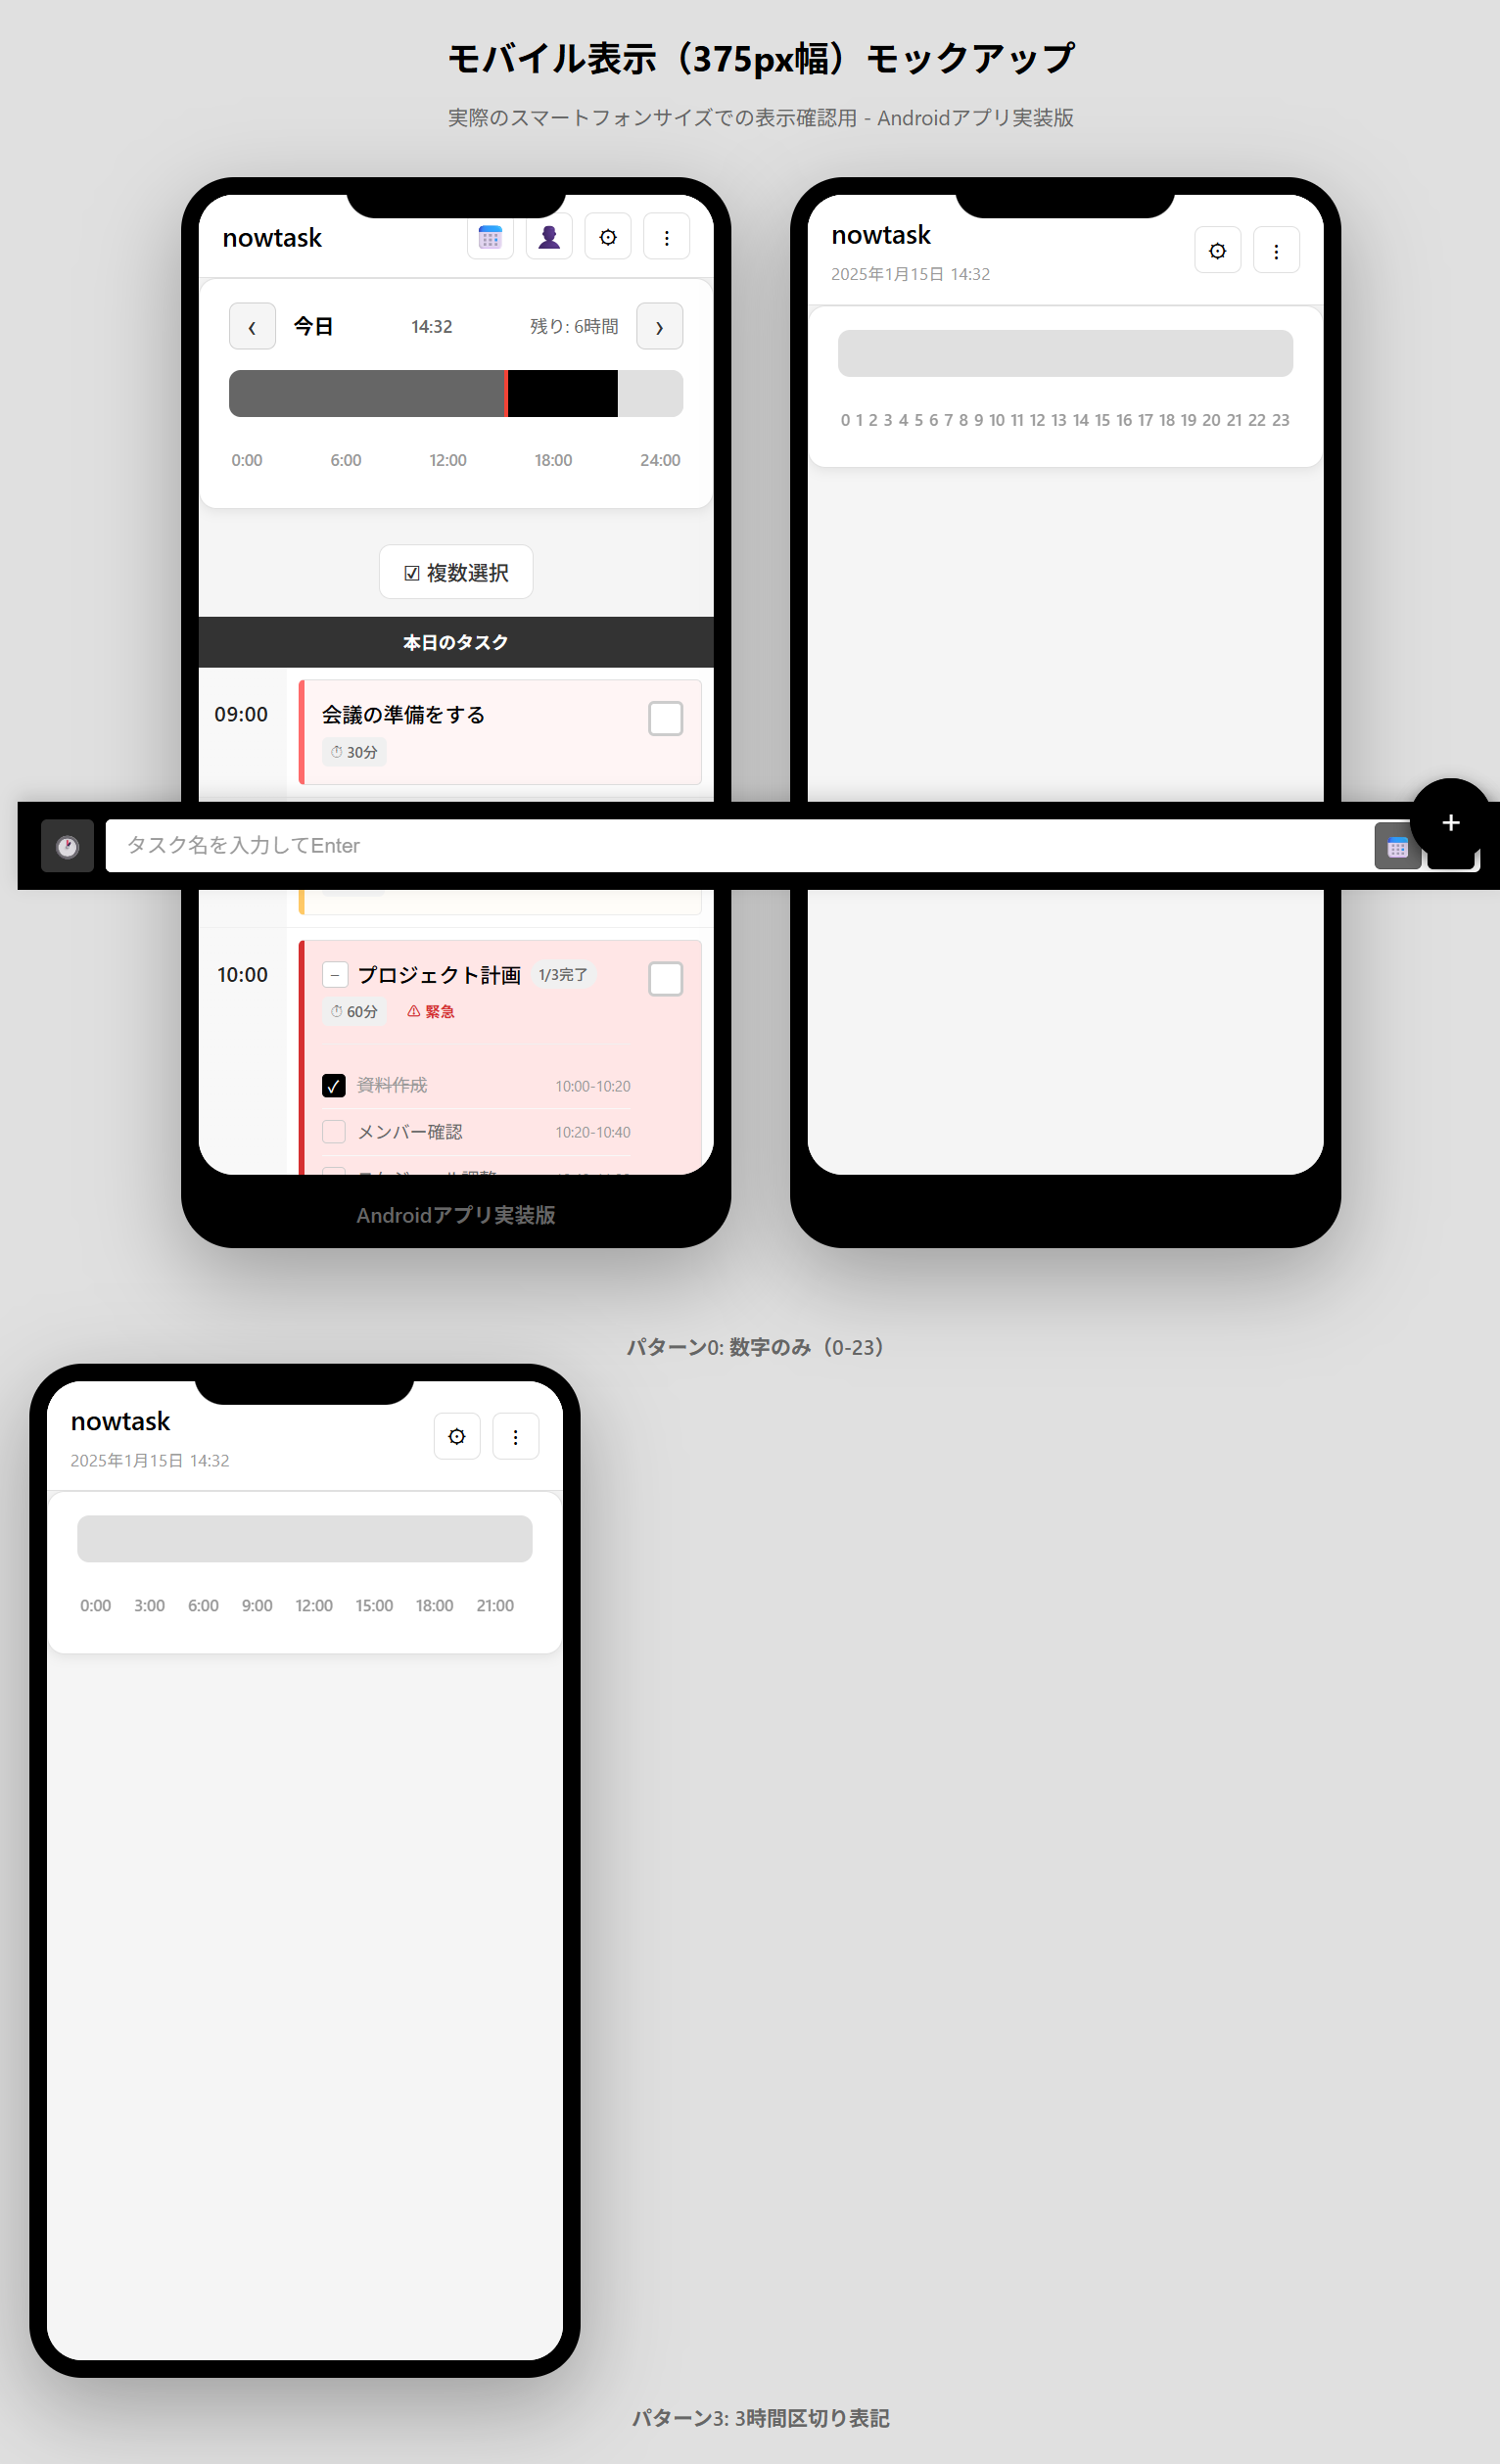 モバイル表示（375px幅）モックアップ
実際のスマートフォンサイズでの表示確認用 - Androidアプリ実装版
nowtask
‹ 今日 14:32 残り: 6時間 ›
0:00 6:00 12:00 18:00 24:00
☑ 複数選択
本日のタスク
09:00 会議の準備をする
⏱ 30分
タスク名を入力してEnter
+
10:00 − プロジェクト計画 1/3完了
⏱ 60分 ⚠ 緊急
✓ 資料作成 10:00-10:20
メンバー確認 10:20-10:40
Androidアプリ実装版
nowtask
2025年1月15日 14:32
0 1 2 3 4 5 6 7 8 9 10 11 12 13 14 15 16 17 18 19 20 21 22 23
パターン0: 数字のみ（0-23）
nowtask
2025年1月15日 14:32
0:00 3:00 6:00 9:00 12:00 15:00 18:00 21:00
パターン3: 3時間区切り表記